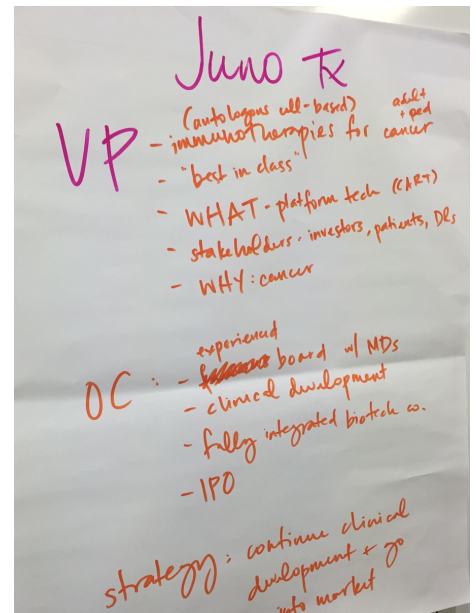 Juno Tx
(autologous cell-based) adult + ped
VP - immunotherapies for cancer
- "best in class"
- WHAT - platform tech (CART)
- stakeholders - investors, patients, DRs
- WHY: cancer
experienced
OC: - board w/ MDs
- clinical development
- fully integrated biotech co.
- IPO
strategy: continue clinical
development + go
into market